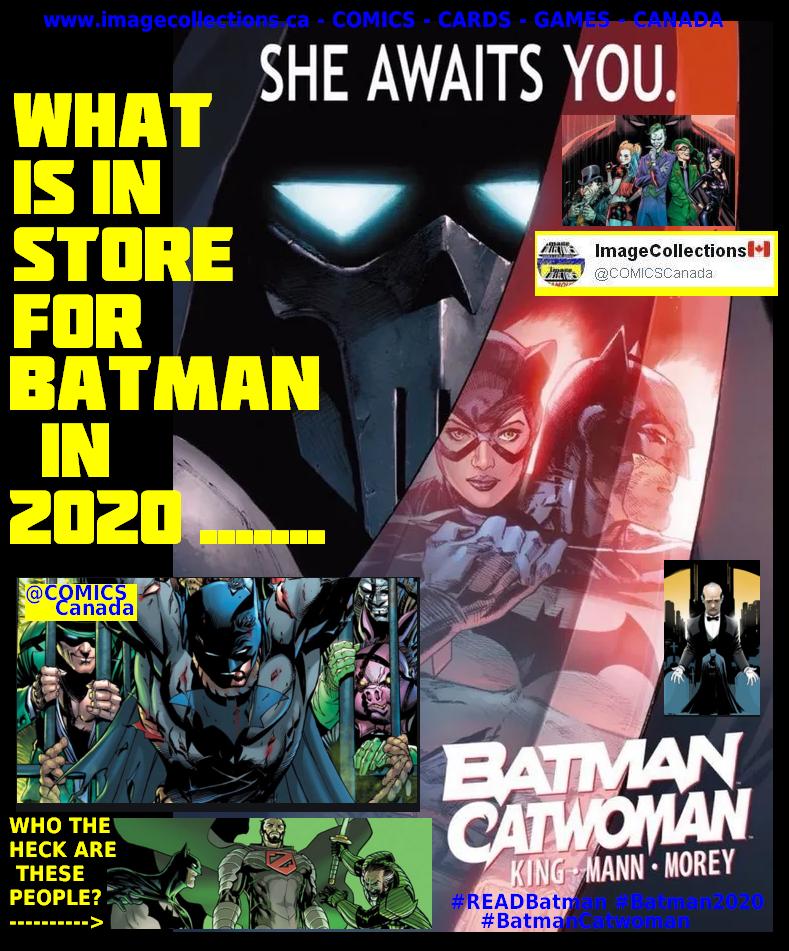 www.imagecollections.ca - COMICS - CARDS - GAMES - CANADA
SHE AWAITS YOU.
WHAT
IS IN
STORE
FOR
BATMAN
IN
2020 .......
ImageCollections
@COMICSCanada
@COMICS
Canada
BATMAN
CATWOMAN
KING • MANN • MOREY
WHO THE
HECK ARE
THESE
PEOPLE?
---------->
#READBatman #Batman2020
#BatmanCatwoman